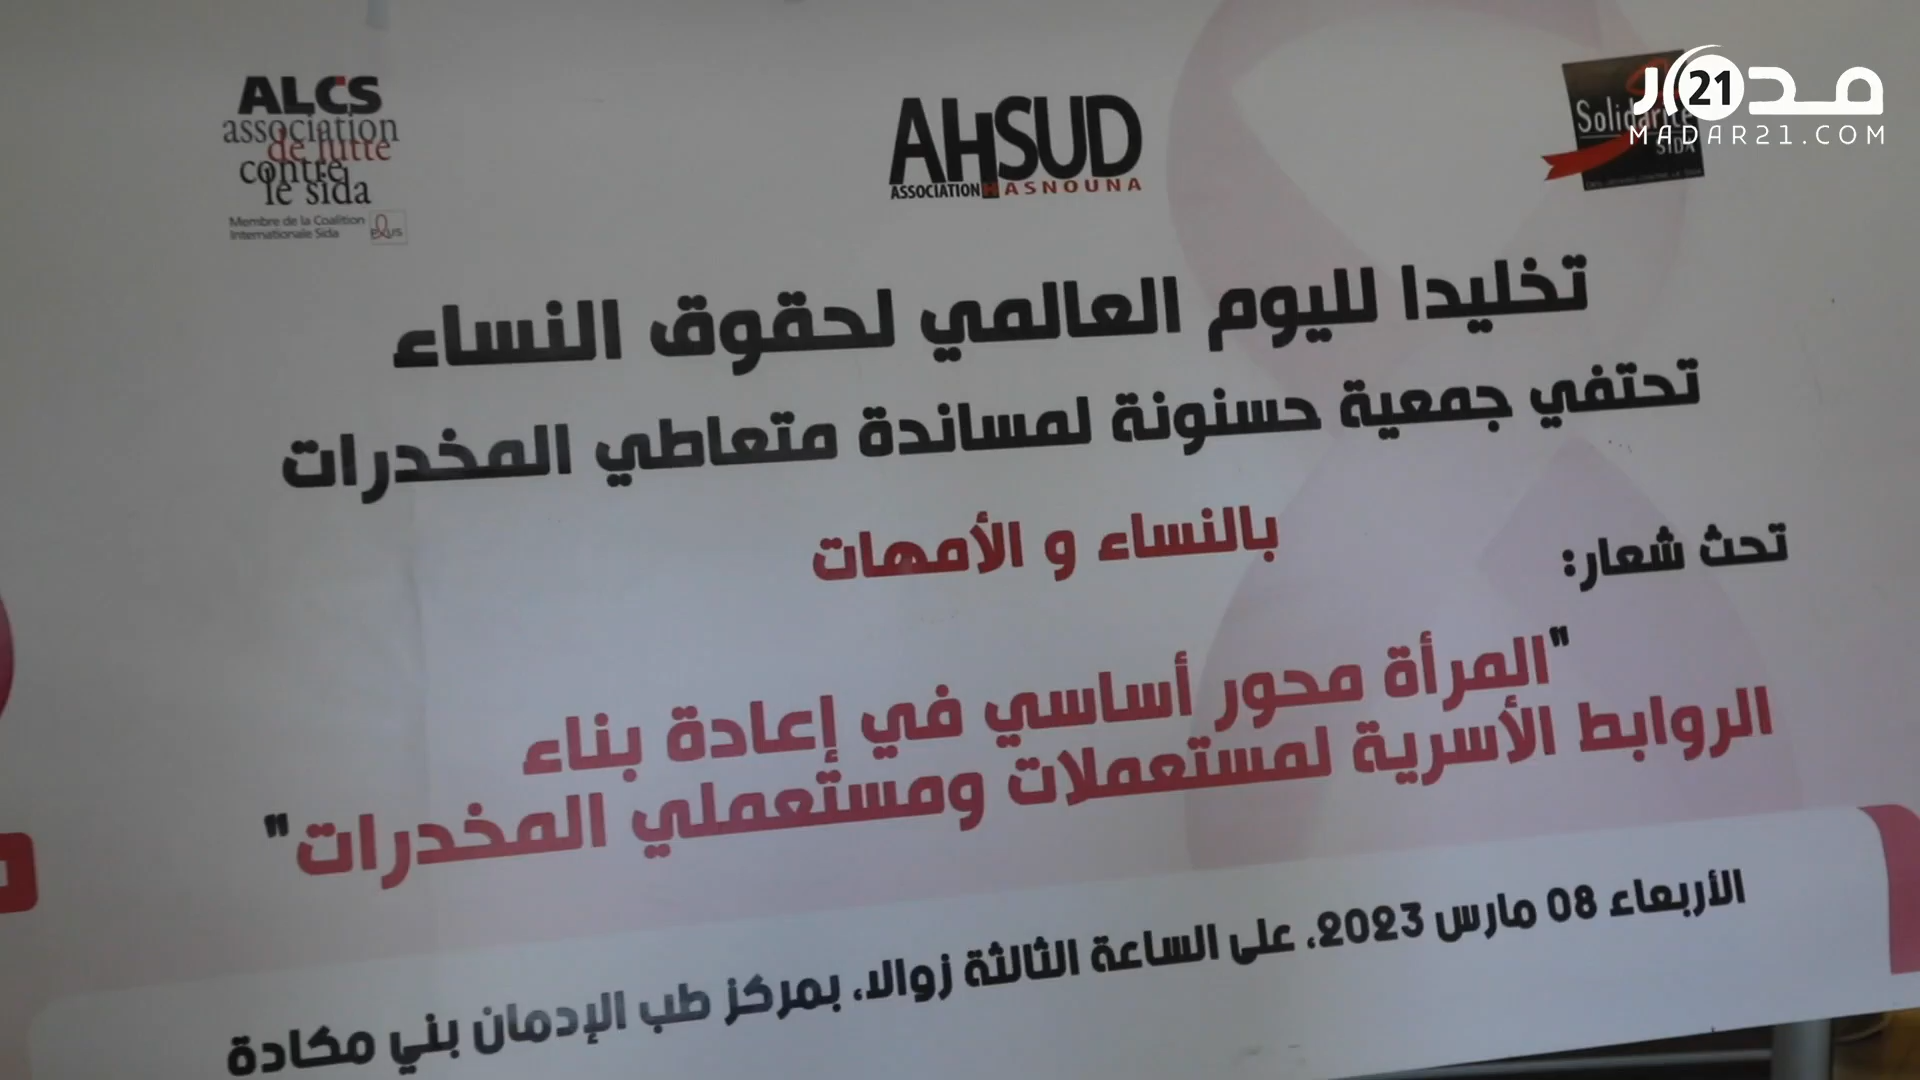 ALCS
association
de lutte
contre
le sida
Membre de la Coalition
Internationale Sida
PLUS
AHSUD
ASSOCIATION HASNOUNA
Solidarité
SIDA
مدار 21
MADAR21.COM
تخليدا لليوم العالمي لحقوق النساء
تحتفي جمعية حسنونة لمساندة متعاطي المخدرات
بالنساء و الأمهات
تحث شعار:
"المرأة محور أساسي في إعادة بناء
الروابط الأسرية لمستعملات ومستعملي المخدرات"
الأربعاء 08 مارس 2023، على الساعة الثالثة زوالا، بمركز طب الإدمان بني مكادة